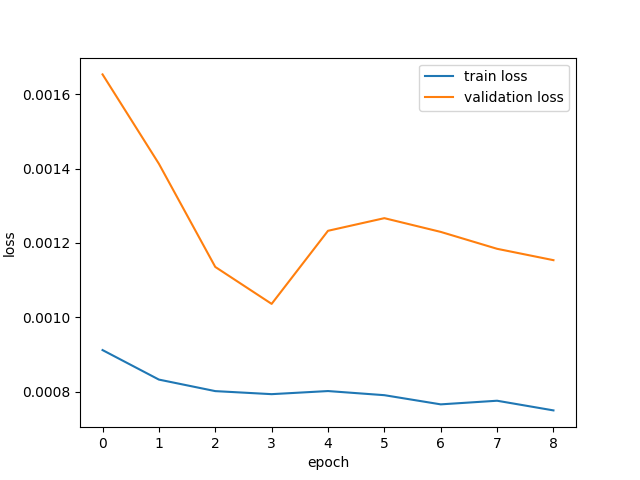 train loss
validation loss
0.0016
0.0014
0.0012
0.0010
0.0008
loss
0 1 2 3 4 5 6 7 8
epoch